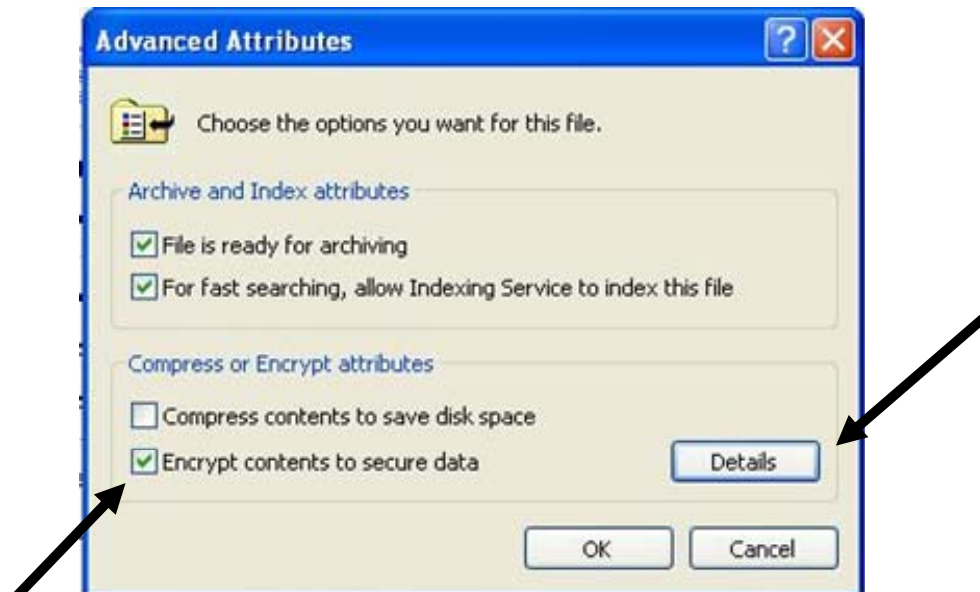 Advanced Attributes
?
Choose the options you want for this file.
Archive and Index attributes
File is ready for archiving
For fast searching, allow Indexing Service to index this file
Compress or Encrypt attributes
Compress contents to save disk space
Encrypt contents to secure data
Details
OK
Cancel